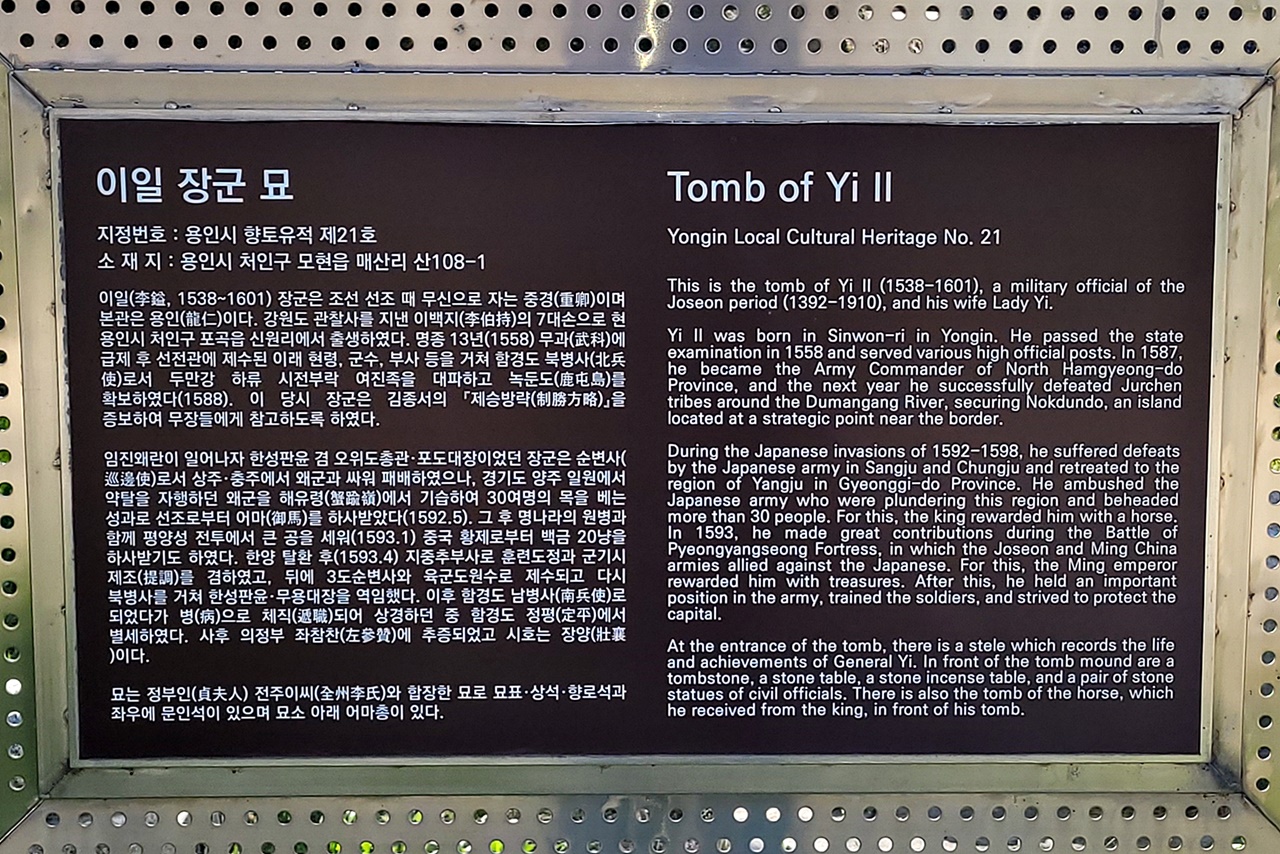 이일 장군 묘
지정번호 : 용인시 향토유적 제21호
소 재 지 : 용인시 처인구 모현읍 매산리 산108-1
이일(李鎰, 1538~1601) 장군은 조선 선조 때 무신으로 자는 중경(重卿)이며
본관은 용인(龍仁)이다. 강원도 관찰사를 지낸 이백지(李伯持)의 7대손으로 현
용인시 처인구 포곡읍 신원리에서 출생하였다. 명종 13년(1558) 무과(武科)에
급제 후 선전관에 제수된 이래 현령, 군수, 부사 등을 거쳐 함경도 북병사(北兵
使)로서 두만강 하류 시전부락 여진족을 대파하고 녹둔도(鹿屯島)를
확보하였다(1588). 이 당시 장군은 김종서의 『제승방략(制勝方略)』을
증보하여 무장들에게 참고하도록 하였다.
임진왜란이 일어나자 한성판윤 겸 오위도총관·포도대장이었던 장군은 순변사(
巡邊使)로서 상주·충주에서 왜군과 싸워 패배하였으나, 경기도 양주 일원에서
약탈을 자행하던 왜군을 해유령(蟹踰嶺)에서 기습하여 30여명의 목을 베는
성과로 선조로부터 어마(御馬)를 하사받았다(1592.5). 그 후 명나라의 원병과
함께 평양성 전투에서 큰 공을 세워(1593.1) 중국 황제로부터 백금 20냥을
하사받기도 하였다. 한양 탈환 후(1593.4) 지중추부사로 훈련도정과 군기시
제조(提調)를 겸하였고, 뒤에 3도순변사와 육군도원수로 제수되고 다시
북병사를 거쳐 한성판윤·무용대장을 역임했다. 이후 함경도 남병사(南兵使)로
되었다가 병(病)으로 체직(遞職)되어 상경하던 중 함경도 정평(定平)에서
별세하였다. 사후 의정부 좌참찬(左參贊)에 추증되었고 시호는 장양(壯襄
)이다.
묘는 정부인(貞夫人) 전주이씨(全州李氏)와 합장한 묘로 묘표·상석·향로석과
좌우에 문인석이 있으며 묘소 아래 어마총이 있다.
Tomb of Yi Il
Yongin Local Cultural Heritage No. 21
This is the tomb of Yi Il (1538-1601), a military official of the
Joseon period (1392-1910), and his wife Lady Yi.
Yi Il was born in Sinwon-ri in Yongin. He passed the state
examination in 1558 and served various high official posts. In 1587,
he became the Army Commander of North Hamgyeong-do
Province, and the next year he successfully defeated Jurchen
tribes around the Dumangang River, securing Nokdundo, an island
located at a strategic point near the border.
During the Japanese invasions of 1592-1598, he suffered defeats
by the Japanese army in Sangju and Chungju and retreated to the
region of Yangju in Gyeonggi-do Province. He ambushed the
Japanese army who were plundering this region and beheaded
more than 30 people. For this, the king rewarded him with a horse.
In 1593, he made great contributions during the Battle of
Pyeongyangseong Fortress, in which the Joseon and Ming China
armies allied against the Japanese. For this, the Ming emperor
rewarded him with treasures. After this, he held an important
position in the army, trained the soldiers, and strived to protect the
capital.
At the entrance of the tomb, there is a stele which records the life
and achievements of General Yi. In front of the tomb mound are a
tombstone, a stone table, a stone incense table, and a pair of stone
statues of civil officials. There is also the tomb of the horse, which
he received from the king, in front of his tomb.